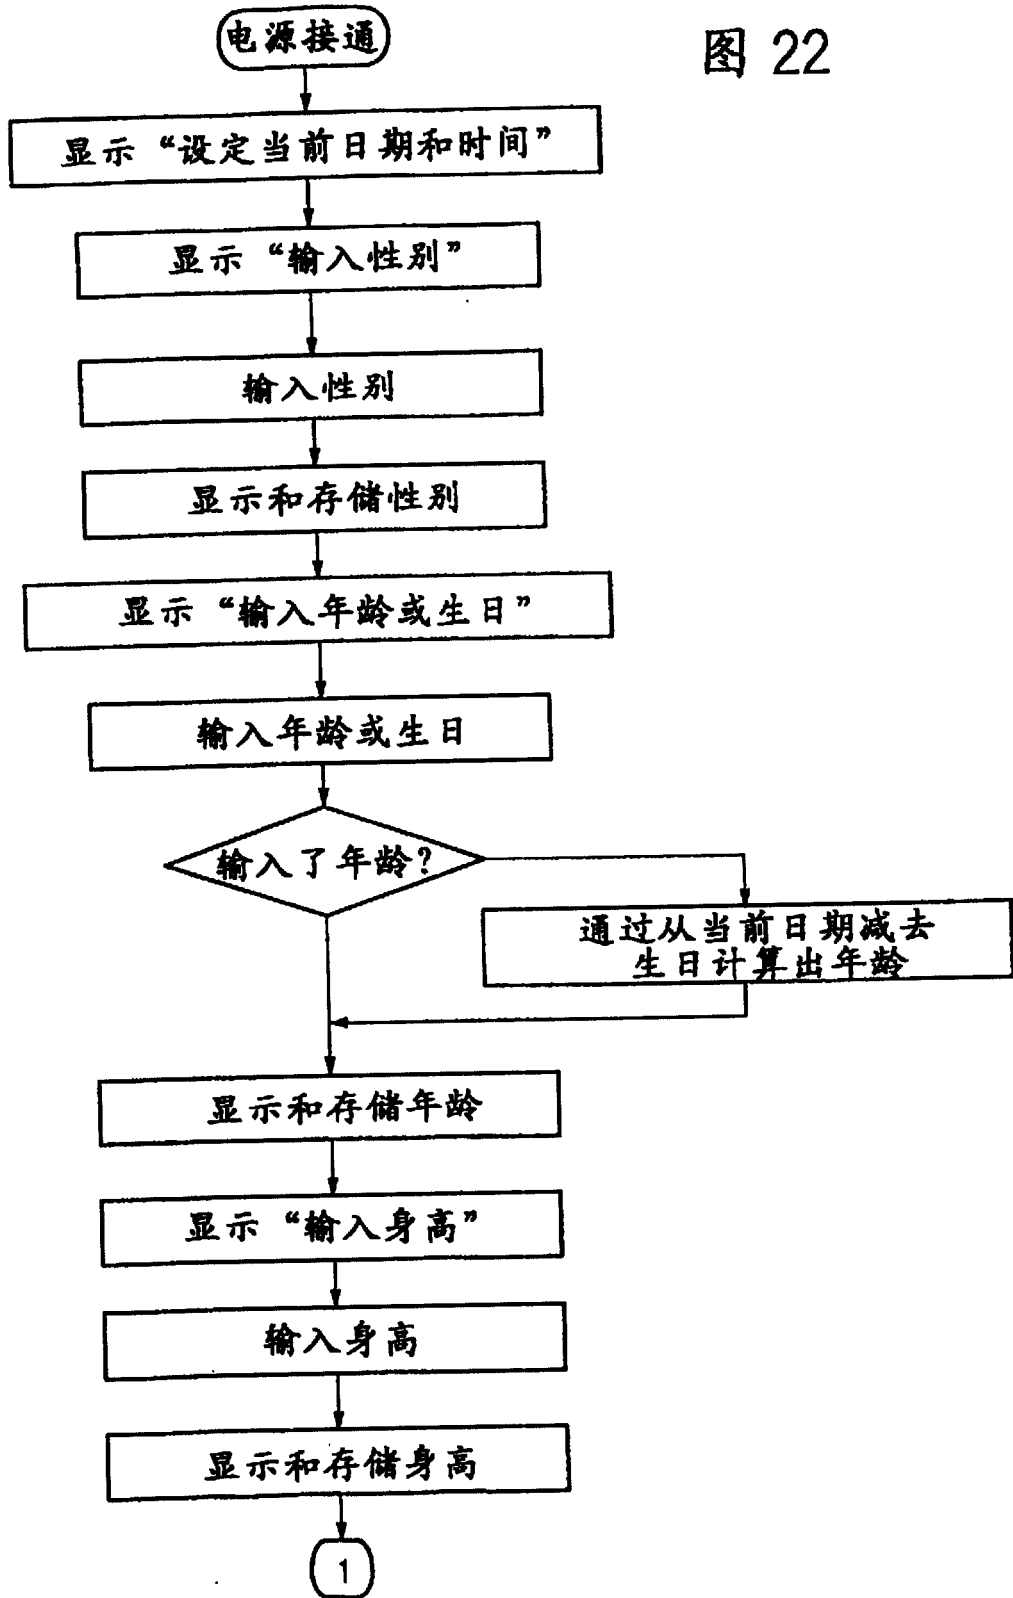 图 22
电源接通
显示“设定当前日期和时间”
显示“输入性别”
输入性别
显示和存储性别
显示“输入年龄或生日”
输入年龄或生日
输入了年龄?
通过从当前日期减去
生日计算出年龄
显示和存储年龄
显示“输入身高”
输入身高
显示和存储身高
1